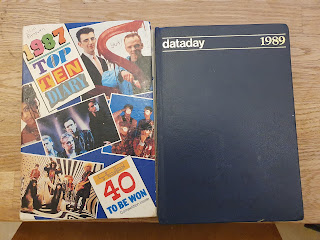 1987
TOP
TEN
DIARY
40
TO BE WON
dataday 1989